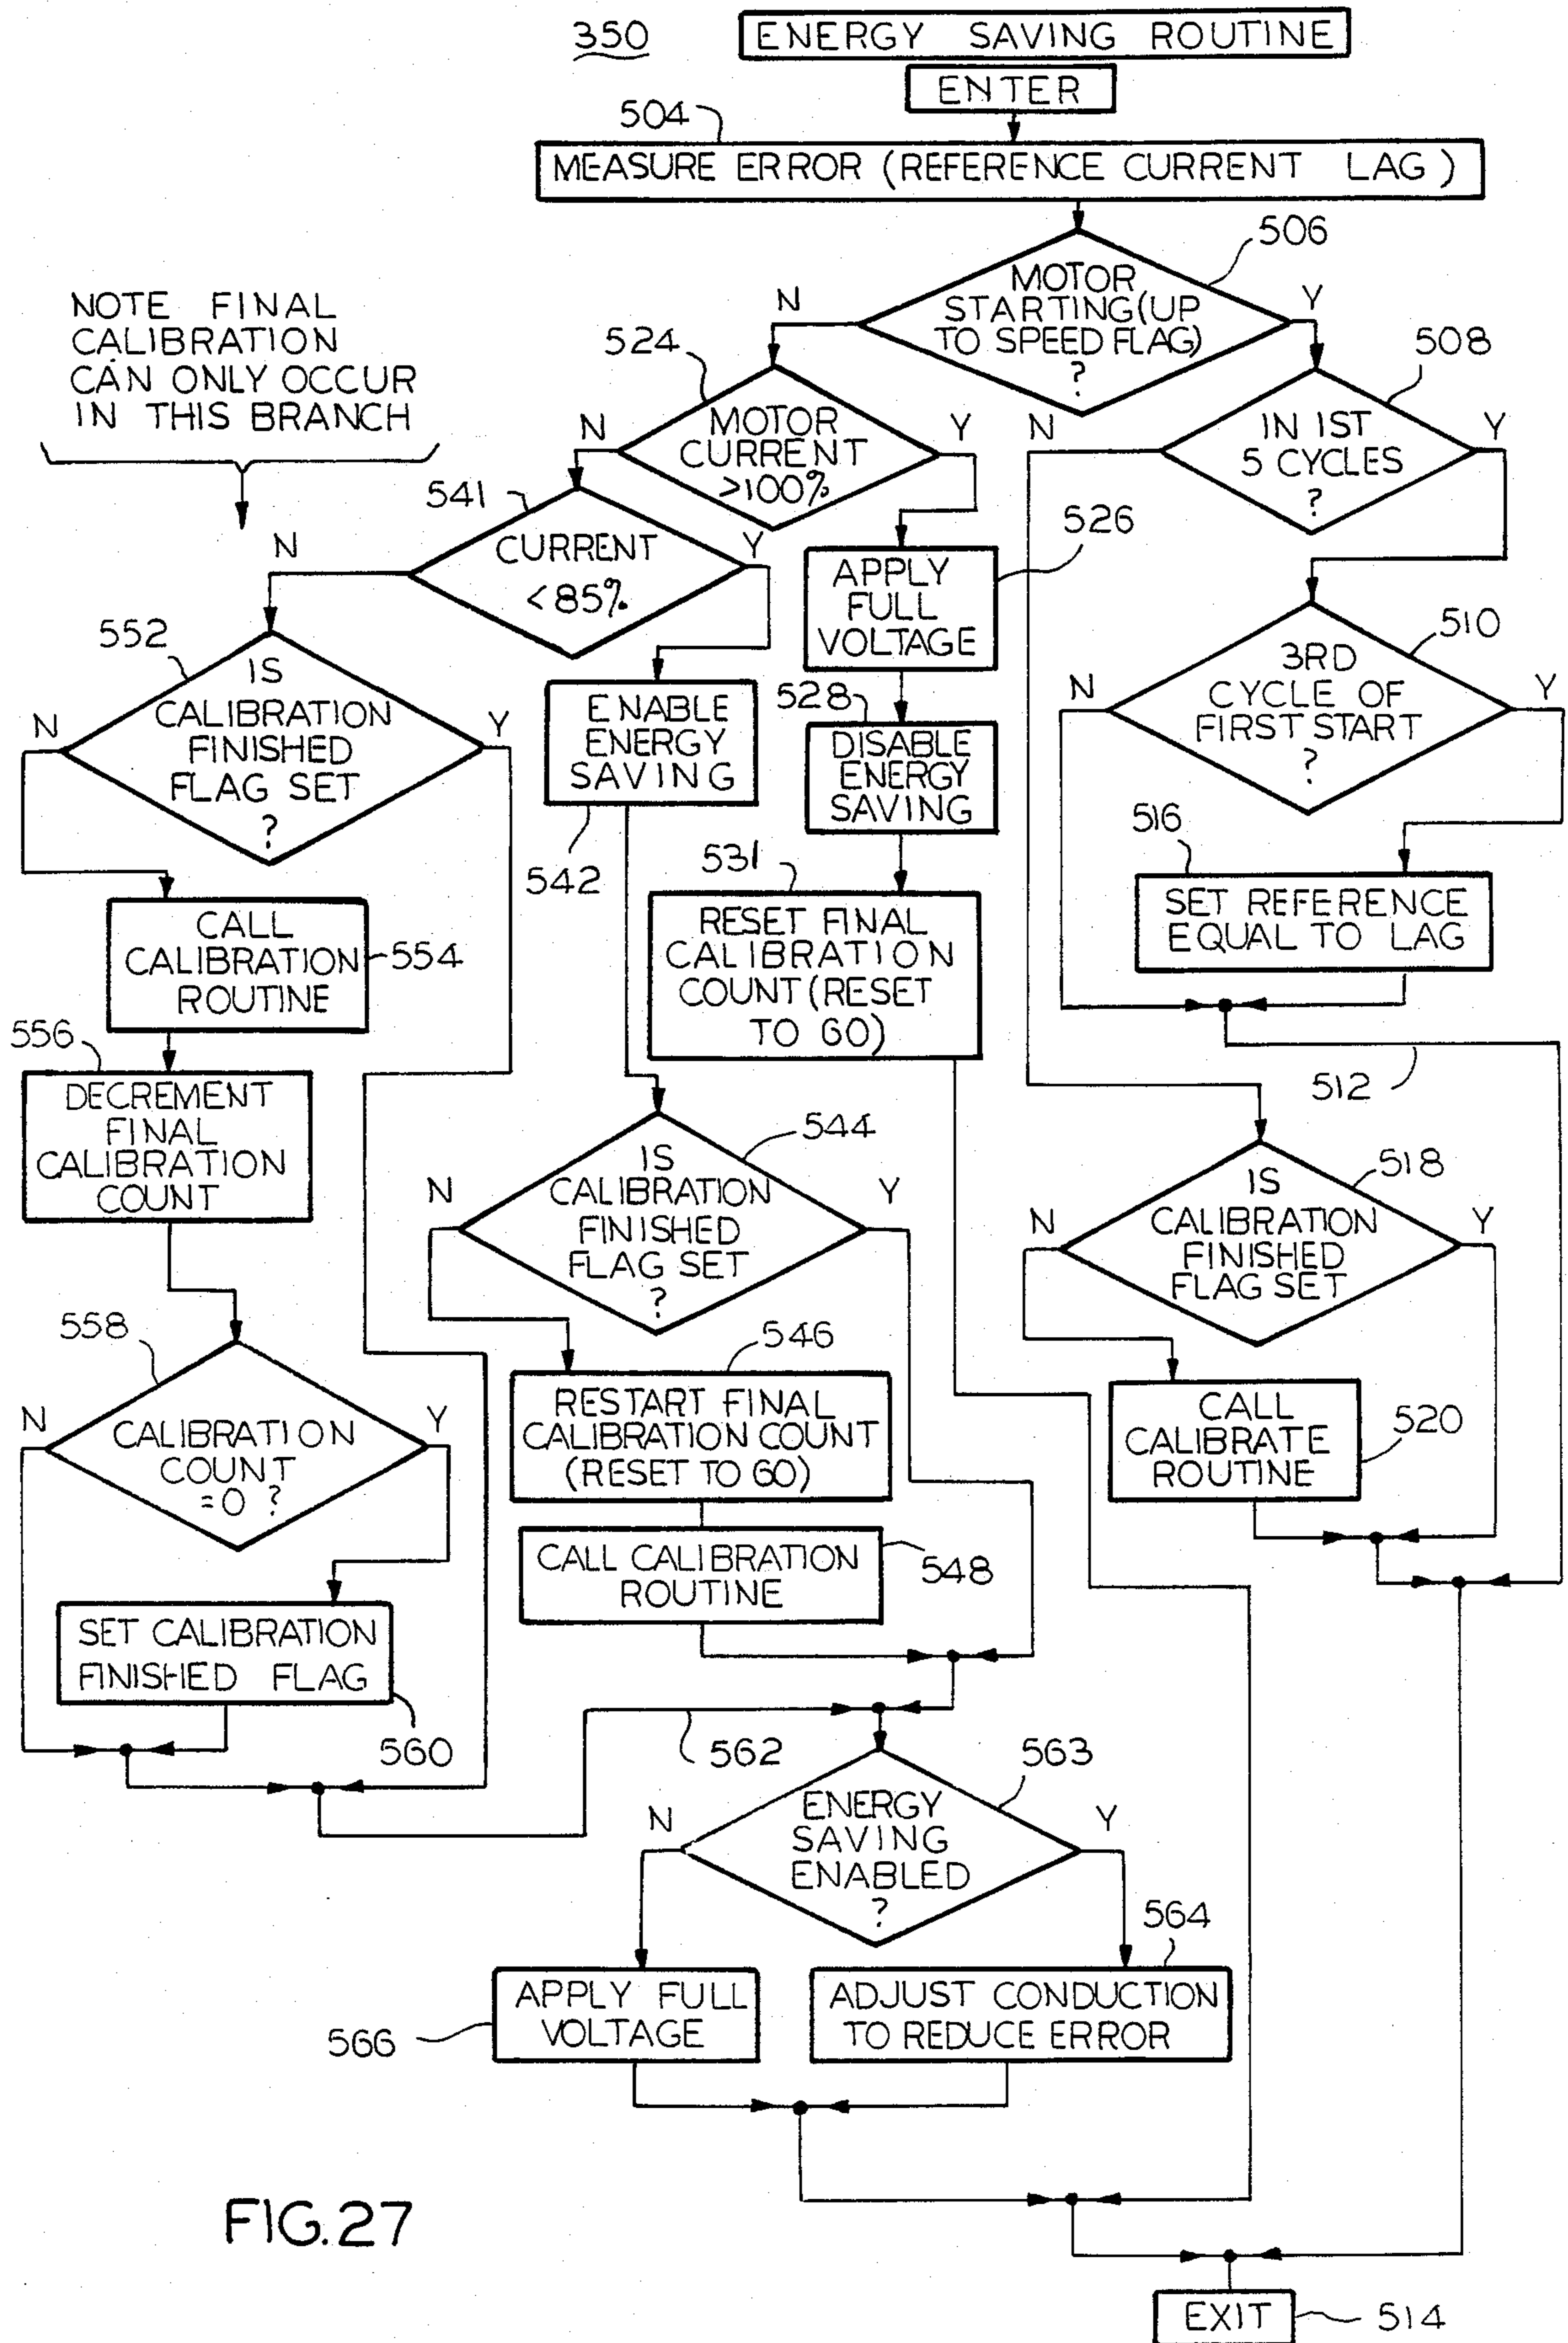 350
ENERGY SAVING ROUTINE
ENTER
504
MEASURE ERROR (REFERENCE CURRENT LAG)
506
MOTOR
STARTING (UP
TO SPEED FLAG)
?
N
Y
NOTE FINAL
CALIBRATION
CAN ONLY OCCUR
IN THIS BRANCH
524
MOTOR
CURRENT
>100%
N
Y
508
IN 1ST
5 CYCLES
?
N
Y
541
CURRENT
<85%
N
Y
526
APPLY
FULL
VOLTAGE
510
3RD
CYCLE OF
FIRST START
?
N
Y
552
IS
CALIBRATION
FINISHED
FLAG SET
?
N
Y
ENABLE
ENERGY
SAVING
542
528
DISABLE
ENERGY
SAVING
516
SET REFERENCE
EQUAL TO LAG
531
RESET FINAL
CALIBRATION
COUNT (RESET
TO 60)
CALL
CALIBRATION
ROUTINE
554
512
556
DECREMENT
FINAL
CALIBRATION
COUNT
544
IS
CALIBRATION
FINISHED
FLAG SET
?
N
Y
518
IS
CALIBRATION
FINISHED
FLAG SET
N
Y
558
CALIBRATION
COUNT
=0 ?
N
Y
546
RESTART FINAL
CALIBRATION COUNT
(RESET TO 60)
CALL
CALIBRATE
ROUTINE
520
CALL CALIBRATION
ROUTINE
548
SET CALIBRATION
FINISHED FLAG
560
562
563
ENERGY
SAVING
ENABLED
?
N
Y
564
APPLY FULL
VOLTAGE
566
ADJUST CONDUCTION
TO REDUCE ERROR
FIG.27
EXIT
514